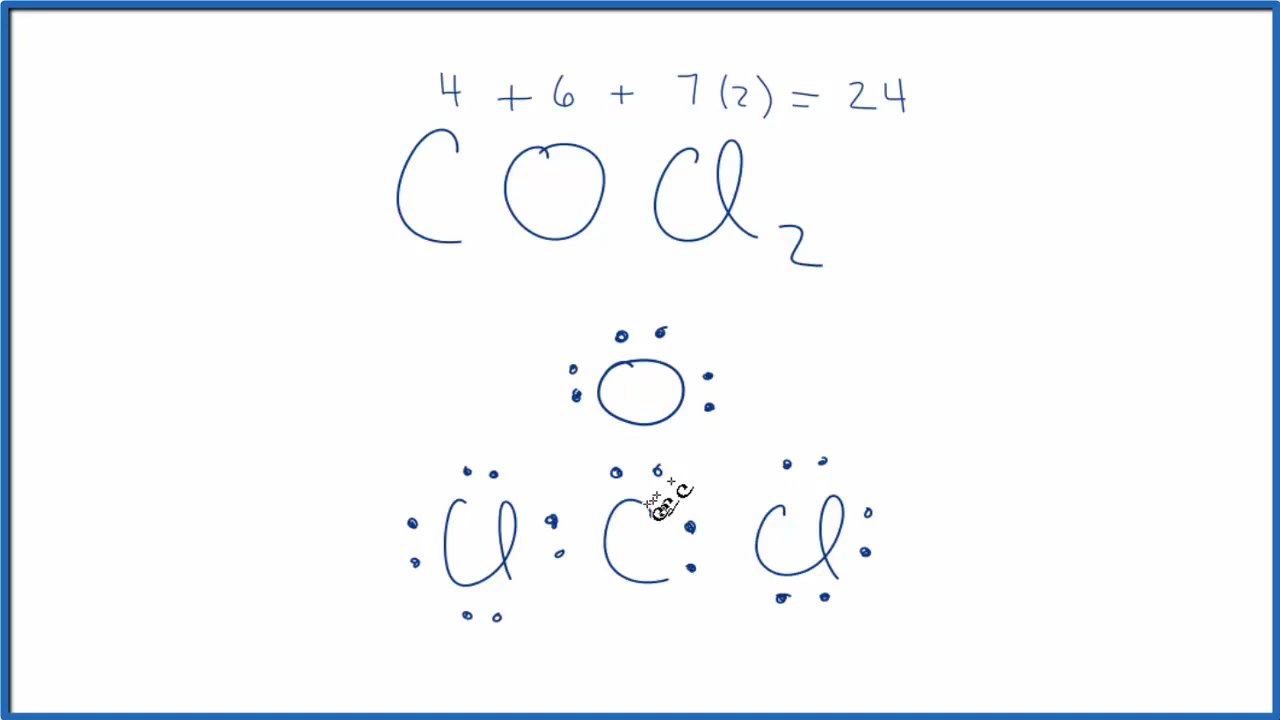 4 + 6 + 7(2) = 24
COCl₂
O
Cl C Cl